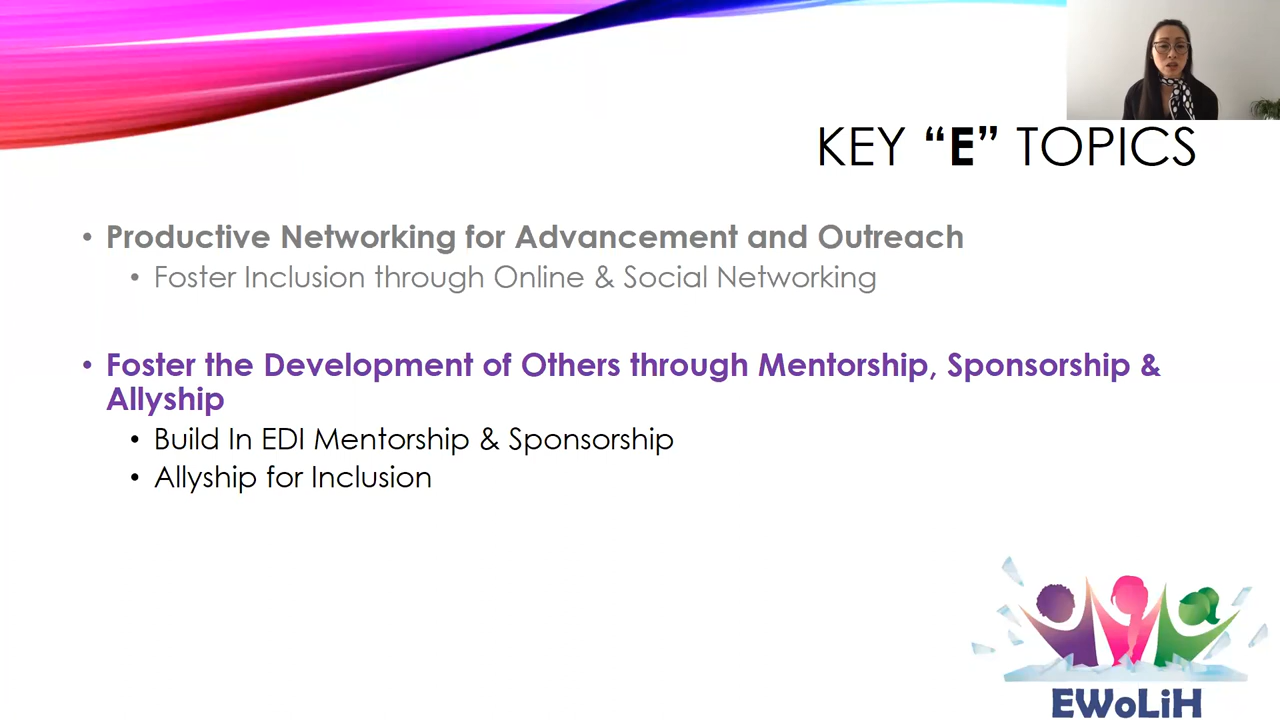 KEY “E” TOPICS
• Productive Networking for Advancement and Outreach
• Foster Inclusion through Online & Social Networking
• Foster the Development of Others through Mentorship, Sponsorship &
Allyship
• Build In EDI Mentorship & Sponsorship
• Allyship for Inclusion
EWoLiH